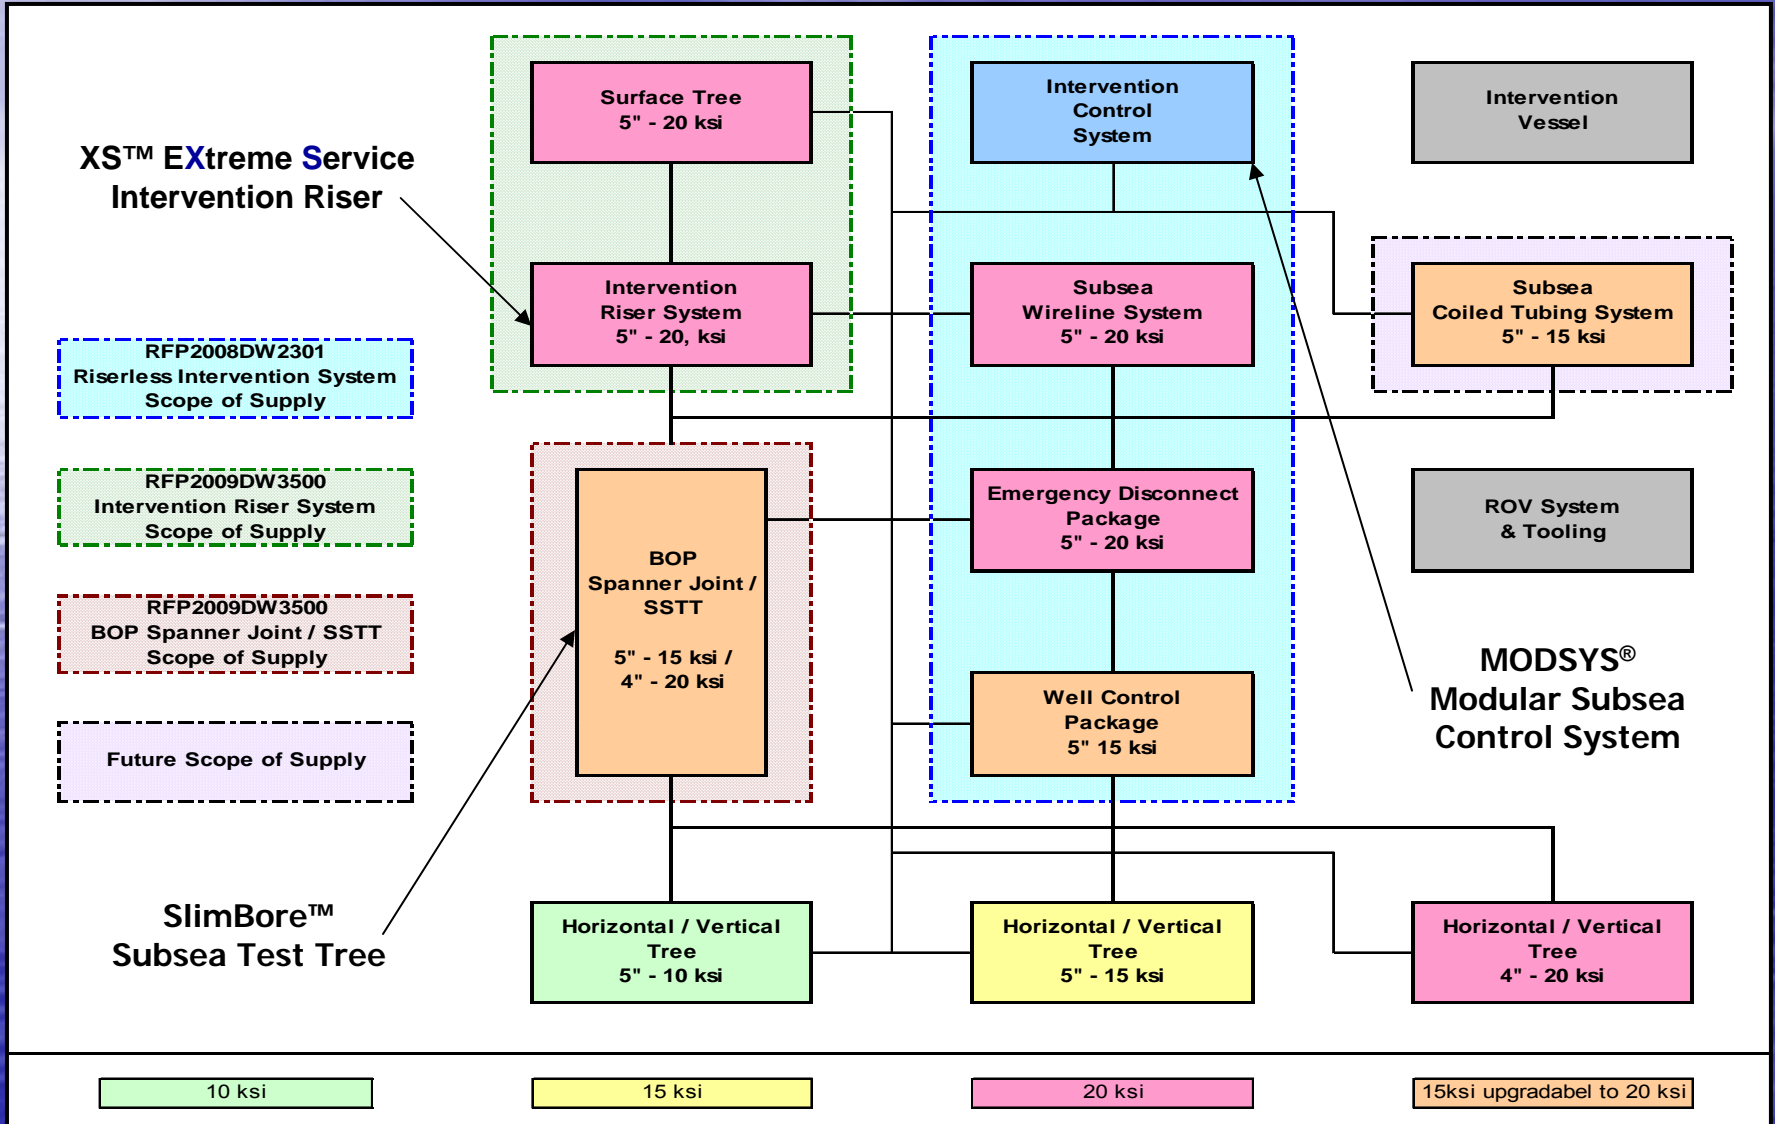 Surface Tree
5" - 20 ksi
Intervention
Control
System
Intervention
Vessel
XS™ EXtreme Service
Intervention Riser
Intervention
Riser System
5" - 20, ksi
Subsea
Wireline System
5" - 20 ksi
Subsea
Coiled Tubing System
5" - 15 ksi
RFP2008DW2301
Riserless Intervention System
Scope of Supply
RFP2009DW3500
Intervention Riser System
Scope of Supply
RFP2009DW3500
BOP Spanner Joint / SSTT
Scope of Supply
Future Scope of Supply
BOP
Spanner Joint /
SSTT
5" - 15 ksi /
4" - 20 ksi
Emergency Disconnect
Package
5" - 20 ksi
ROV System
& Tooling
Well Control
Package
5" 15 ksi
MODSYS®
Modular Subsea
Control System
SlimBore™
Subsea Test Tree
Horizontal / Vertical
Tree
5" - 10 ksi
Horizontal / Vertical
Tree
5" - 15 ksi
Horizontal / Vertical
Tree
4" - 20 ksi
10 ksi
15 ksi
20 ksi
15ksi upgradabel to 20 ksi